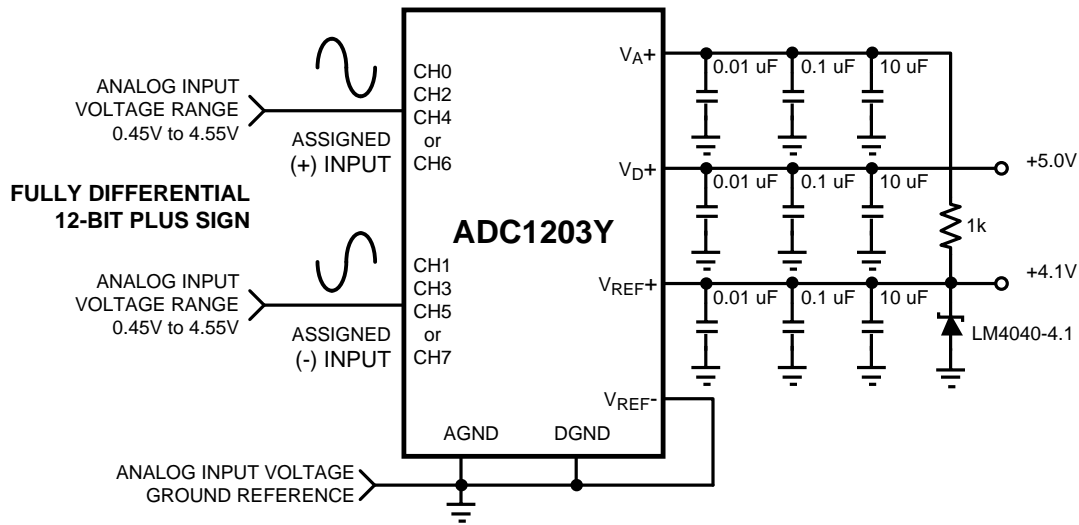 ANALOG INPUT
VOLTAGE RANGE
0.45V to 4.55V
ASSIGNED
(+) INPUT
CH0
CH2
CH4
or
CH6
FULLY DIFFERENTIAL
12-BIT PLUS SIGN
ADC1203Y
ANALOG INPUT
VOLTAGE RANGE
0.45V to 4.55V
ASSIGNED
(-) INPUT
CH1
CH3
CH5
or
CH7
VA+
0.01 uF
0.1 uF
10 uF
VD+
0.01 uF
0.1 uF
10 uF
+5.0V
1k
VREF+
0.01 uF
0.1 uF
10 uF
+4.1V
LM4040-4.1
VREF-
AGND
DGND
ANALOG INPUT VOLTAGE
GROUND REFERENCE